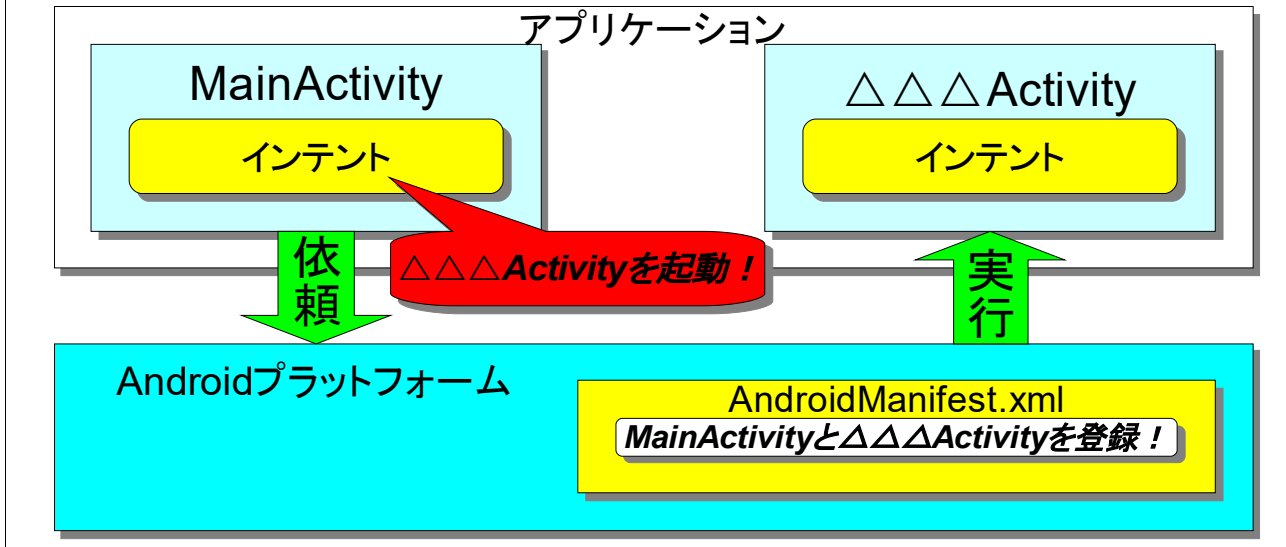 アプリケーション
MainActivity
インテント
△△△Activity
インテント
依頼
△△△Activityを起動！
実行
Androidプラットフォーム
AndroidManifest.xml
MainActivityと△△△Activityを登録！